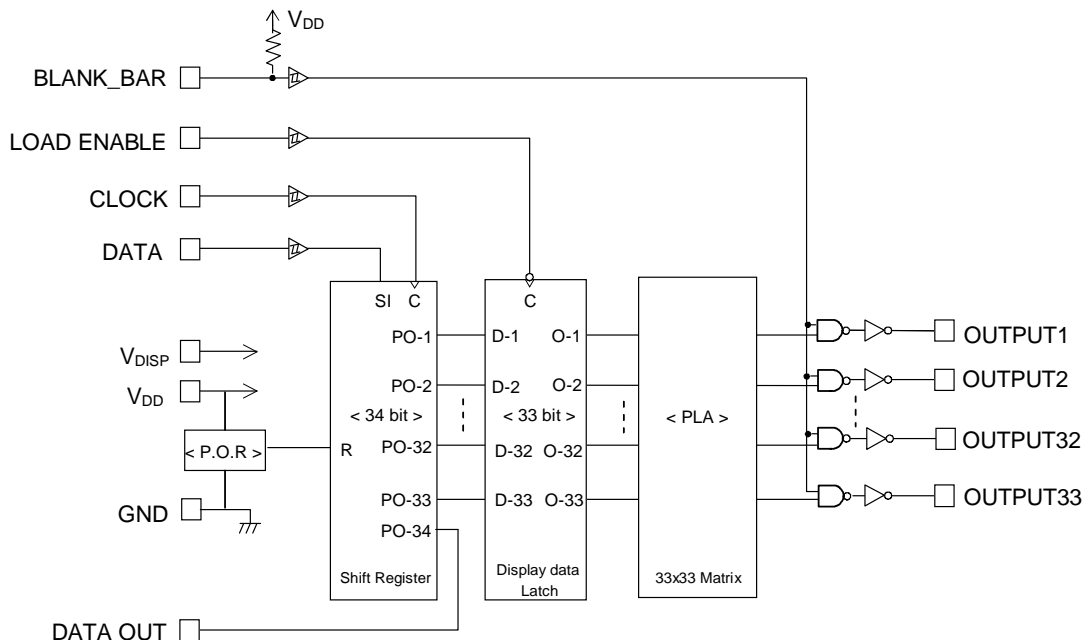 VDD
BLANK_BAR
LOAD ENABLE
CLOCK
DATA
SI C
C
PO-1 D-1 O-1
OUTPUT1
VDISP
PO-2 D-2 O-2
OUTPUT2
VDD
< 34 bit > < 33 bit > < PLA >
< P.O.R > R
PO-32 D-32 O-32
OUTPUT32
PO-33 D-33 O-33
OUTPUT33
GND
PO-34
Shift Register
Display data
Latch
33x33 Matrix
DATA OUT